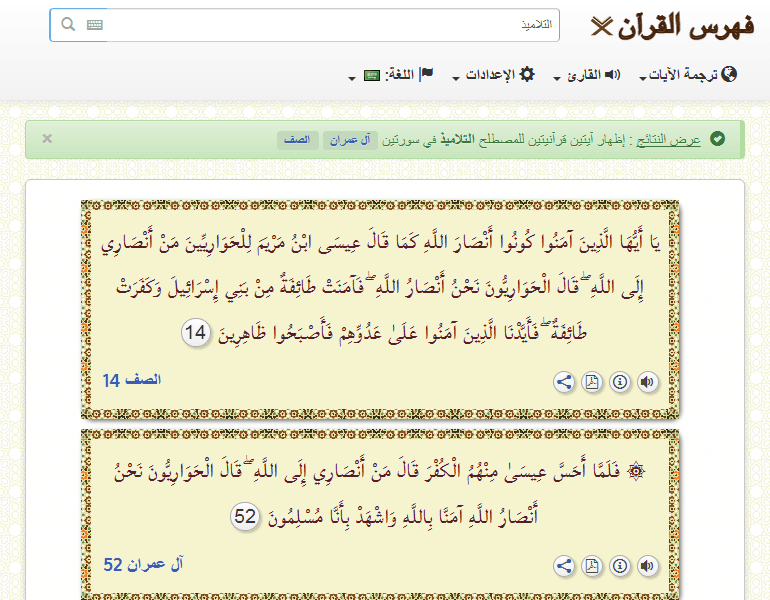 فهرس القرآن
التلاميذ
ترجمة الآيات
القارئ
الإعدادات
اللغة:
عرض النتائج : إظهار آيتين قرآنيتين للمصطلح التلاميذ في سورتين آل عمران الصف ×
يَا أَيُّهَا الَّذِينَ آمَنُوا كُونُوا أَنْصَارَ اللَّهِ كَمَا قَالَ عِيسَى ابْنُ مَرْيَمَ لِلْحَوَارِيِّينَ مَنْ أَنْصَارِي
إِلَى اللَّهِ ۖ قَالَ الْحَوَارِيُّونَ نَحْنُ أَنْصَارُ اللَّهِ ۖ فَآمَنَتْ طَائِفَةٌ مِنْ بَنِي إِسْرَائِيلَ وَكَفَرَتْ
طَائِفَةٌ ۖ فَأَيَّدْنَا الَّذِينَ آمَنُوا عَلَىٰ عَدُوِّهِمْ فَأَصْبَحُوا ظَاهِرِينَ 14
الصف 14
۞ فَلَمَّا أَحَسَّ عِيسَىٰ مِنْهُمُ الْكُفْرَ قَالَ مَنْ أَنْصَارِي إِلَى اللَّهِ ۖ قَالَ الْحَوَارِيُّونَ نَحْنُ
أَنْصَارُ اللَّهِ آمَنَّا بِاللَّهِ وَاشْهَدْ بِأَنَّا مُسْلِمُونَ 52
آل عمران 52